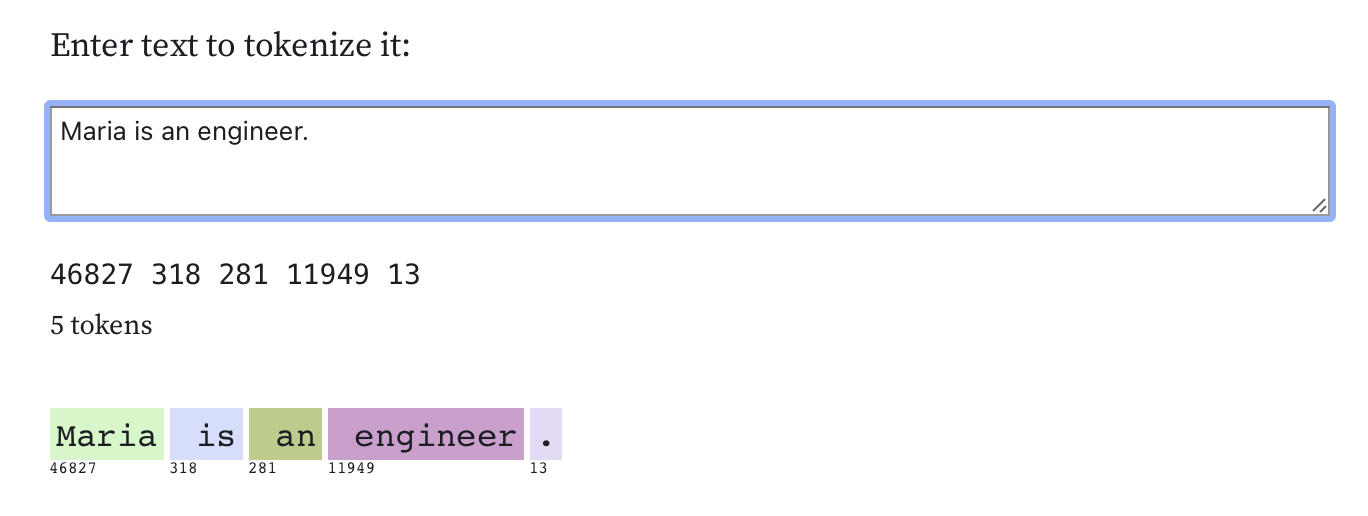 Enter text to tokenize it:
Maria is an engineer.
46827 318 281 11949 13
5 tokens
Maria is an engineer.
46827 318 281 11949 13